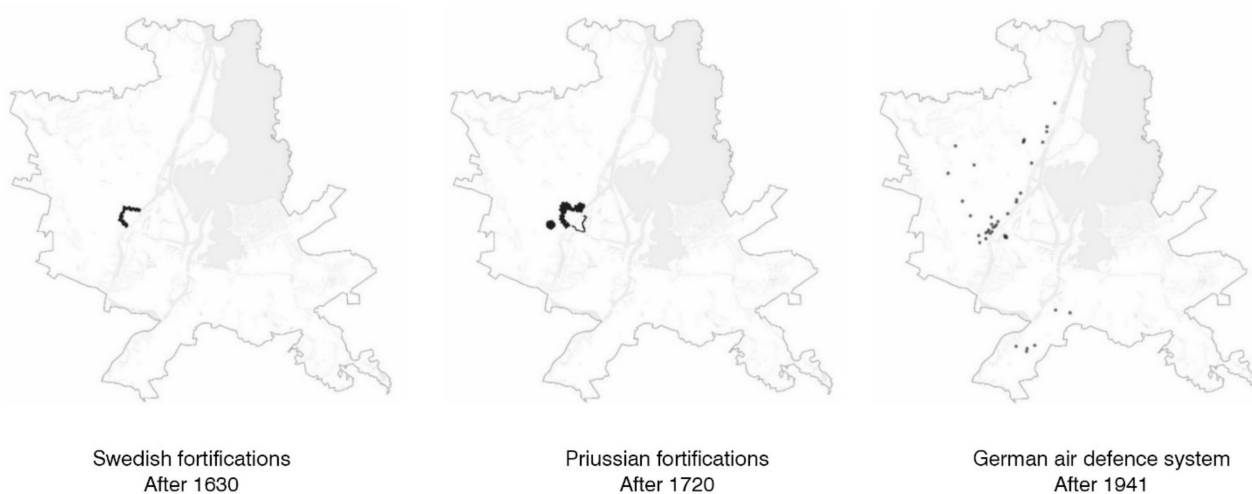 Swedish fortifications
After 1630
Priussian fortifications
After 1720
German air defence system
After 1941